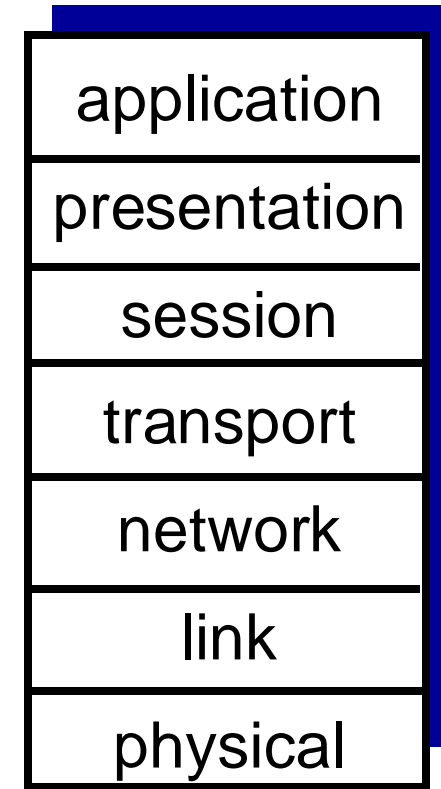 application
presentation
session
transport
network
link
physical